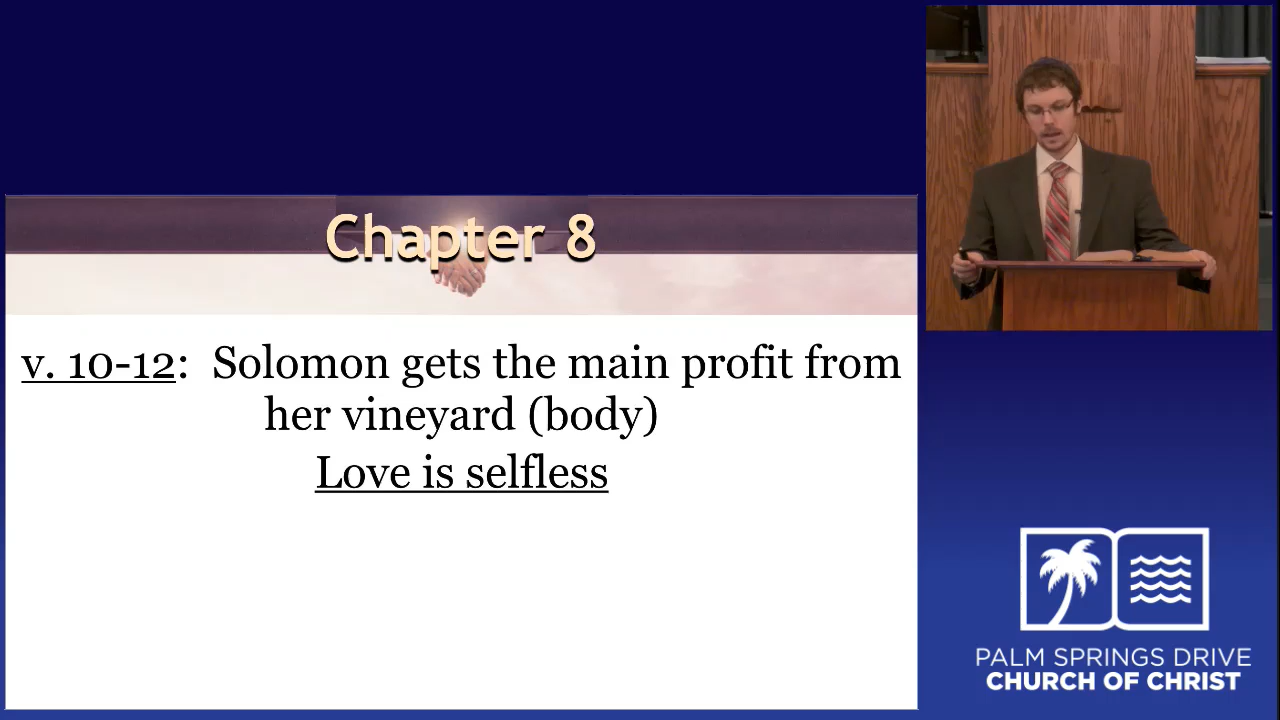 Chapter 8
v. 10-12:  Solomon gets the main profit from
her vineyard (body)
Love is selfless
PALM SPRINGS DRIVE
CHURCH OF CHRIST